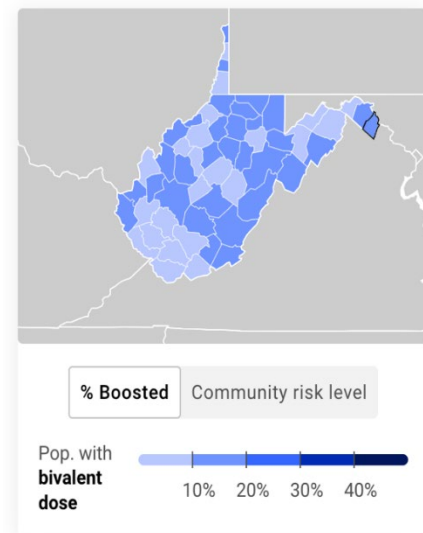 % Boosted
Community risk level
Pop. with
bivalent
dose
10% 20% 30% 40%